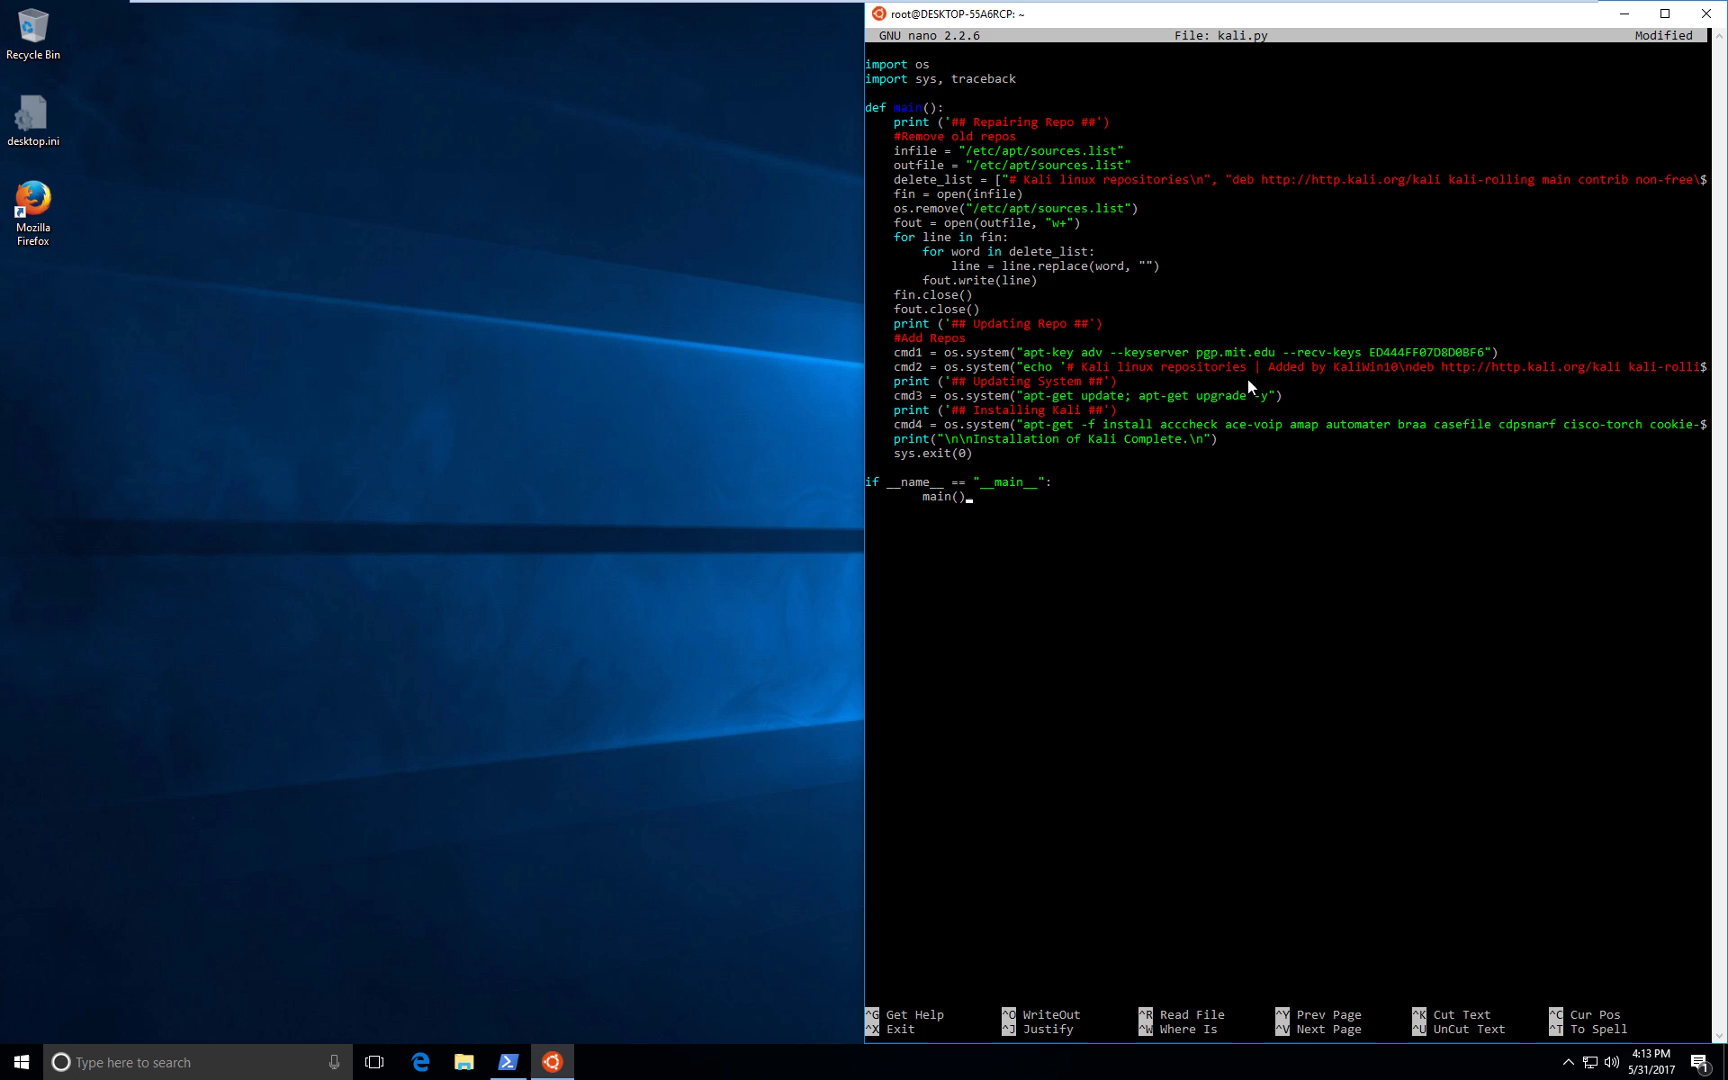 Recycle Bin
desktop.ini
Mozilla
Firefox
root@DESKTOP-55A6RCP: ~
GNU nano 2.2.6 File: kali.py Modified
import os
import sys, traceback
def main():
print ('## Repairing Repo ##')
#Remove old repos
infile = "/etc/apt/sources.list"
outfile = "/etc/apt/sources.list"
delete_list = ["# Kali linux repositories\n", "deb http://http.kali.org/kali kali-rolling main contrib non-free\$
fin = open(infile)
os.remove("/etc/apt/sources.list")
fout = open(outfile, "w+")
for line in fin:
for word in delete_list:
line = line.replace(word, "")
fout.write(line)
fin.close()
fout.close()
print ('## Updating Repo ##')
#Add Repos
cmd1 = os.system("apt-key adv --keyserver pgp.mit.edu --recv-keys ED444FF07D8D0BF6")
cmd2 = os.system("echo '# Kali linux repositories | Added by KaliWin10\ndeb http://http.kali.org/kali kali-rolli$
print ('## Updating System ##')
cmd3 = os.system("apt-get update; apt-get upgrade -y")
print ('## Installing Kali ##')
cmd4 = os.system("apt-get -f install acccheck ace-voip amap automater braa casefile cdpsnarf cisco-torch cookie-$
print("\n\nInstallation of Kali Complete.\n")
sys.exit(0)
if __name__ == "__main__":
main()
^G Get Help ^O WriteOut ^R Read File ^Y Prev Page ^K Cut Text ^C Cur Pos
^X Exit ^J Justify ^W Where Is ^V Next Page ^U UnCut Text ^T To Spell
Type here to search
4:13 PM
5/31/2017
1